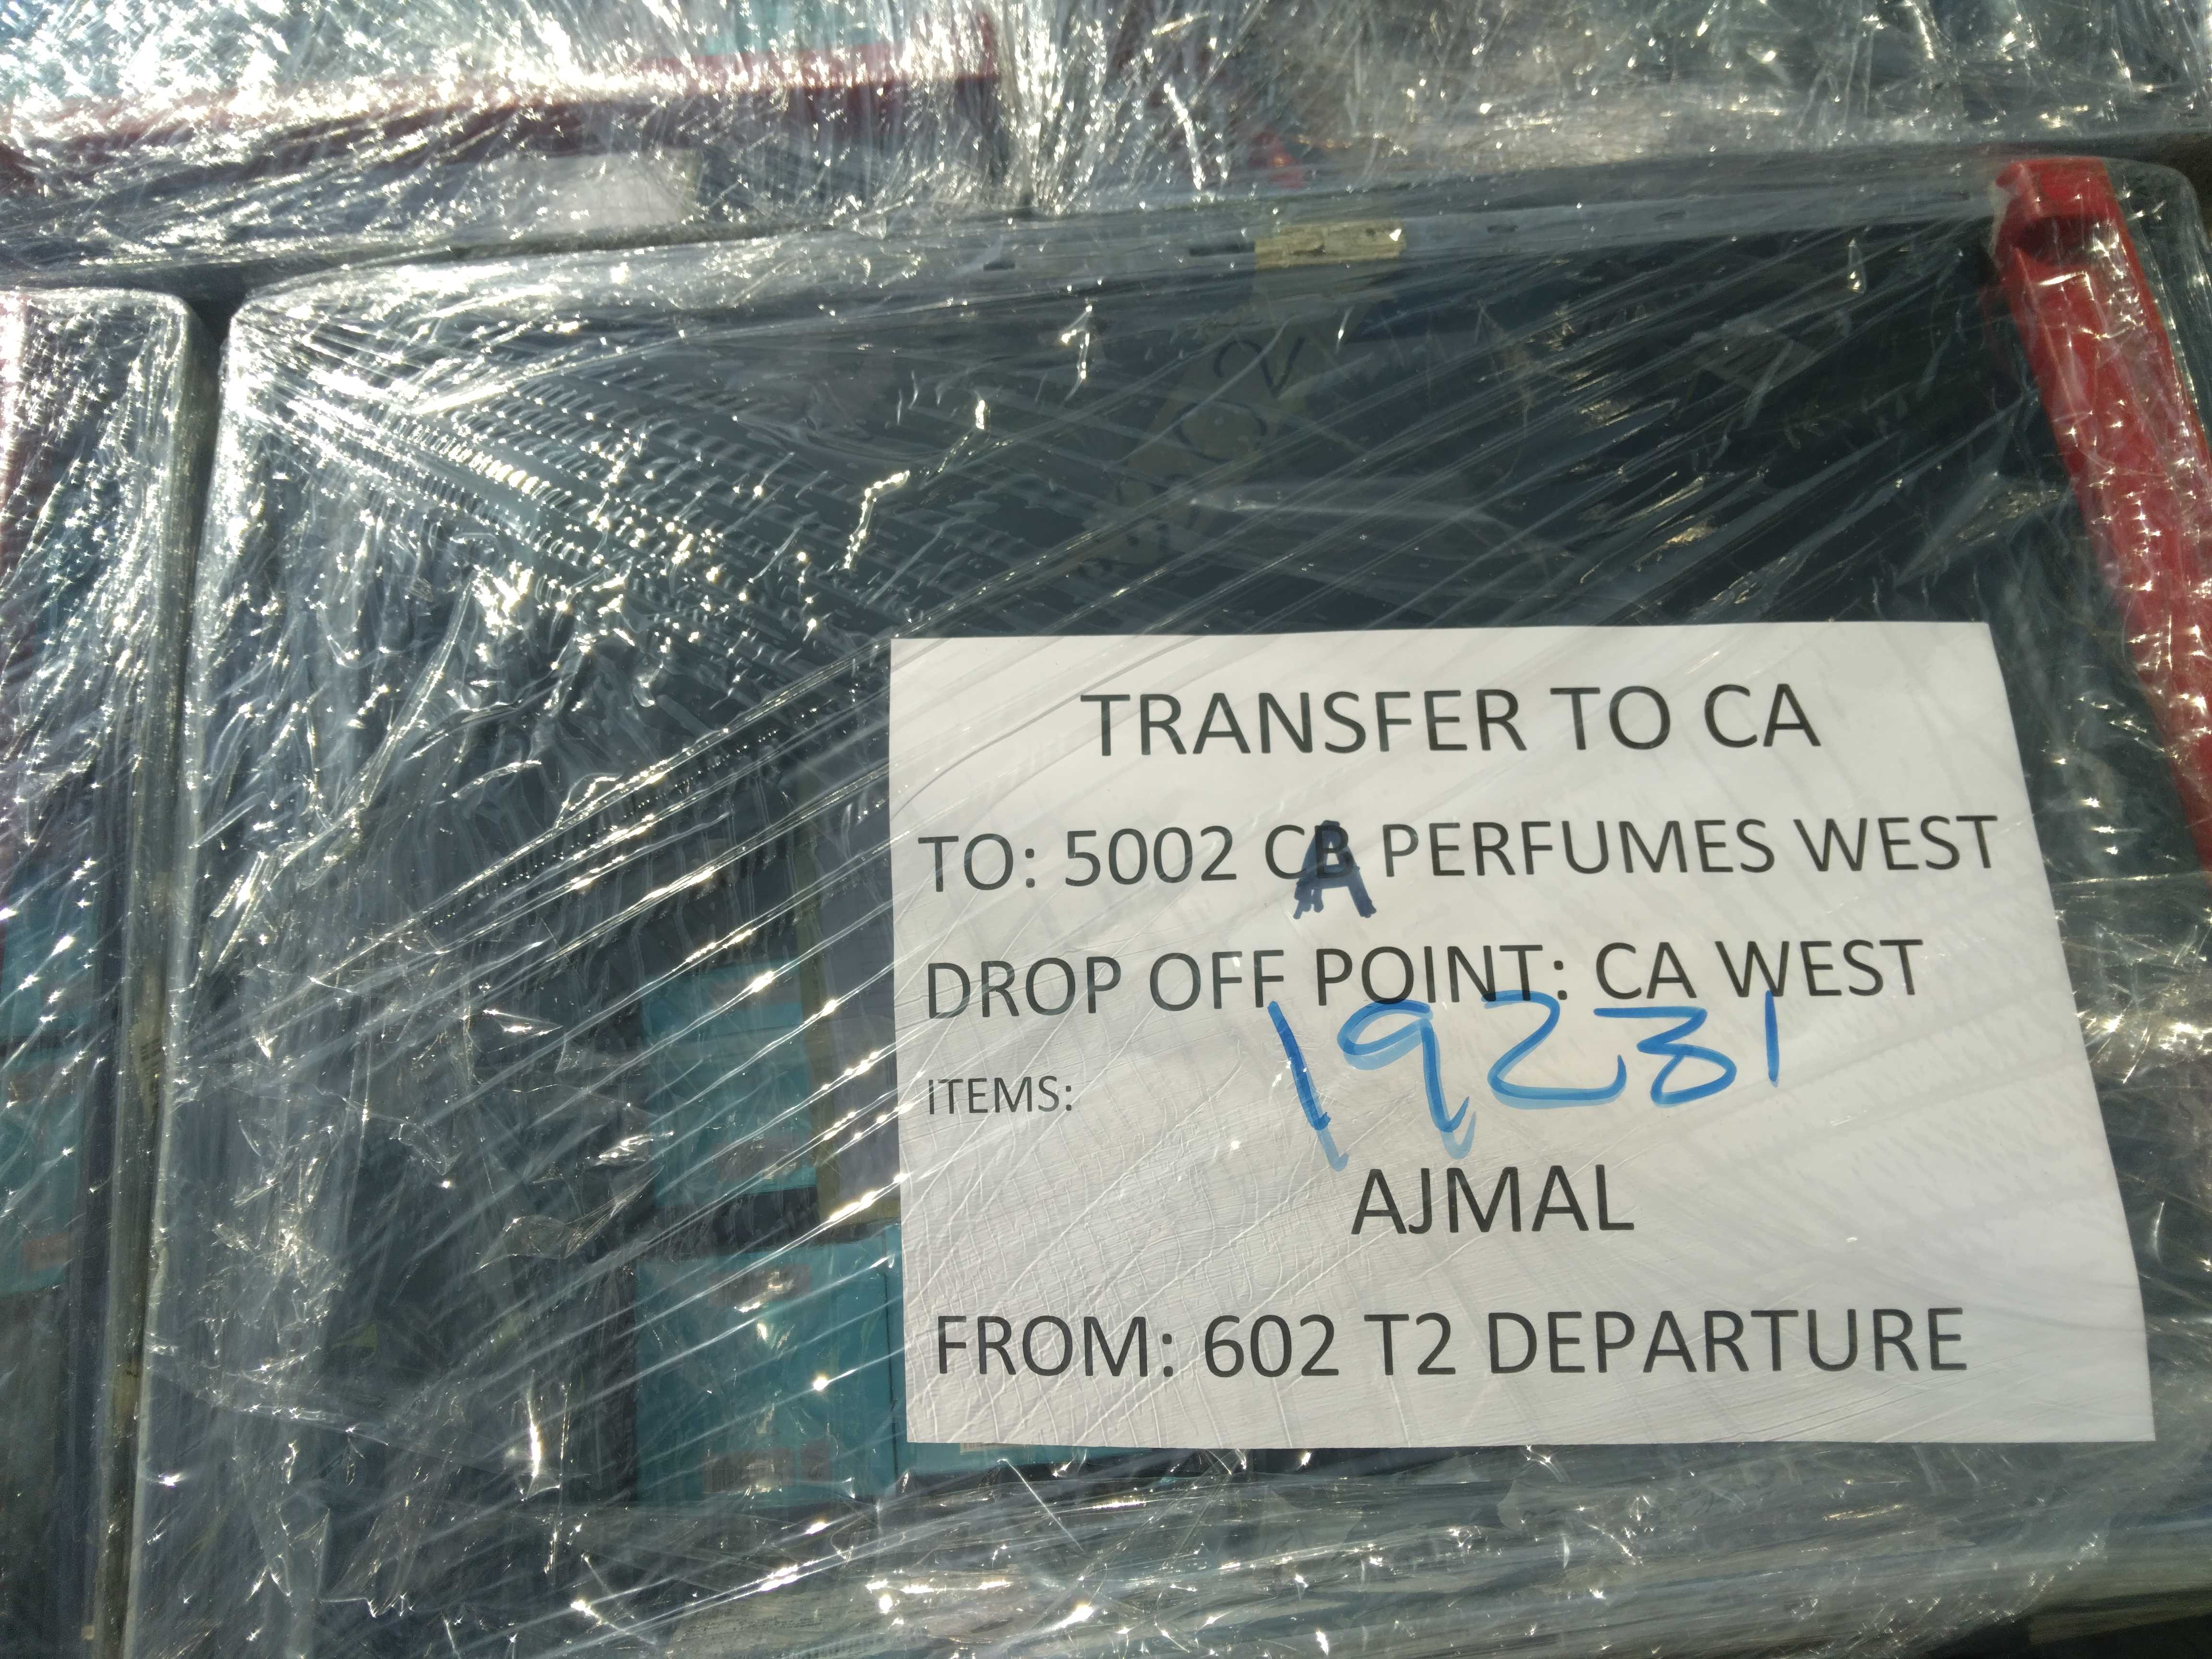 TRANSFER TO CA
TO: 5002 CA PERFUMES WEST
DROP OFF POINT: CA WEST
19231
ITEMS:
AJMAL
FROM: 602 T2 DEPARTURE